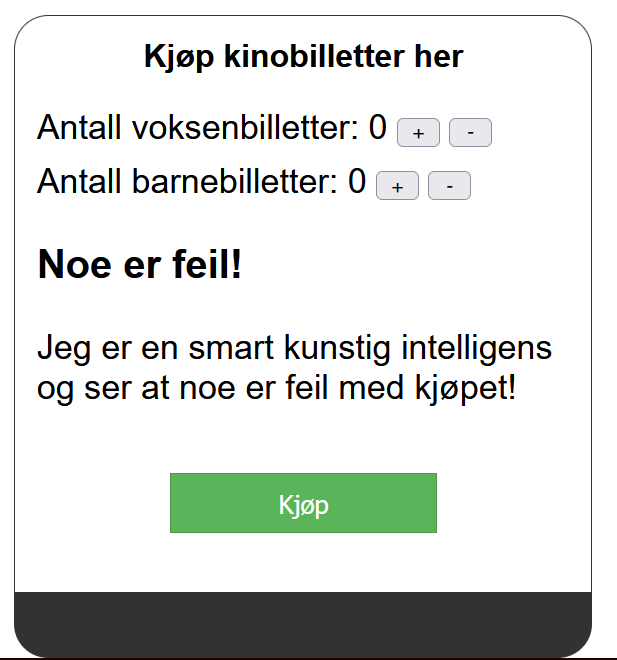 Kjøp kinobilletter her
Antall voksenbilletter: 0 + -
Antall barnebilletter: 0 + -
Noe er feil!
Jeg er en smart kunstig intelligens
og ser at noe er feil med kjøpet!
Kjøp